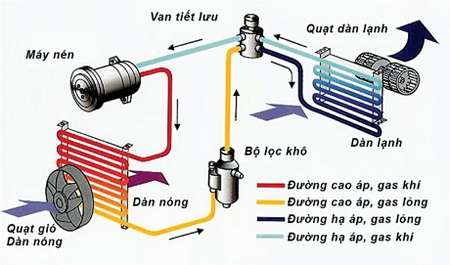 Van tiết lưu
Quạt dàn lạnh
Máy nén
Dàn lạnh
Bộ lọc khô
Dàn nóng
Quạt gió
Dàn nóng
Đường cao áp, gas khí
Đường cao áp, gas lỏng
Đường hạ áp, gas lỏng
Đường hạ áp, gas khí